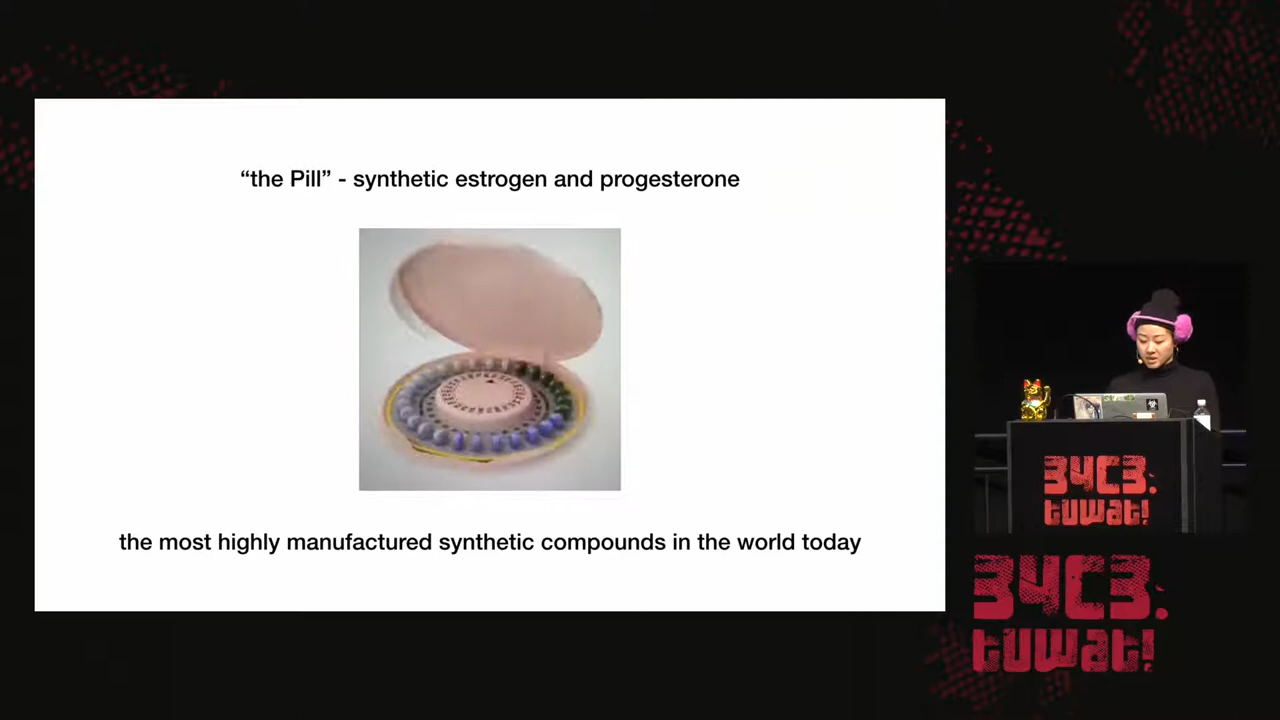 “the Pill” - synthetic estrogen and progesterone
the most highly manufactured synthetic compounds in the world today
34C3.
tuwat!
34C3.
tuwat!